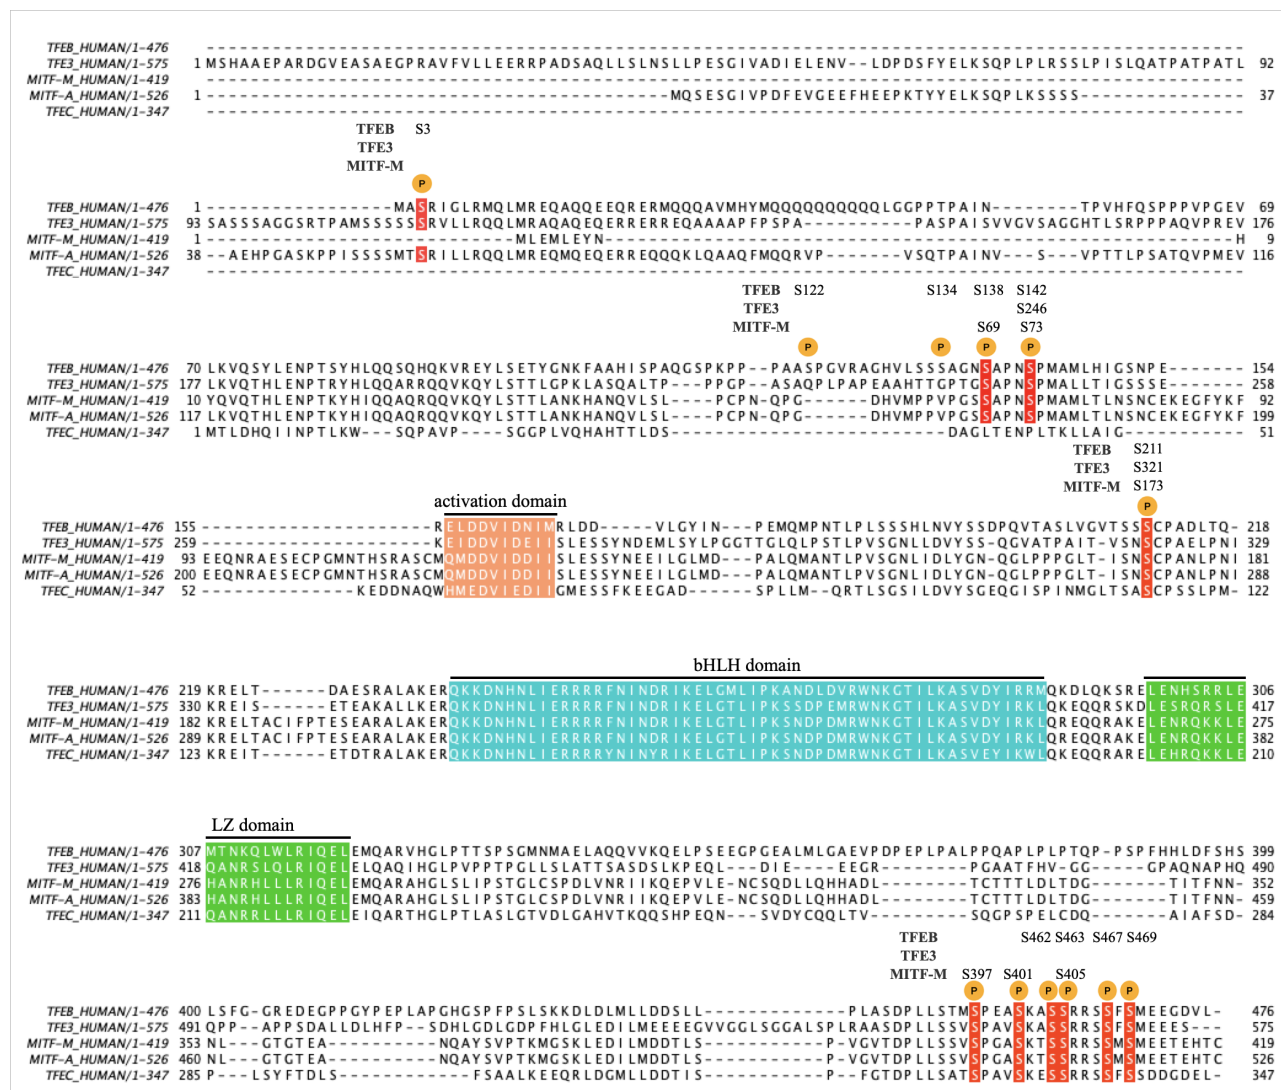 TFEB_HUMAN/1-476 ----------------------------------------------------------------------------------------------
TFE3_HUMAN/1-575 1 MSHAAEPARDGVEASAEGPRAVFVLLEERRPADSAQLLSLNSLLPESGIVADIELENV--LDPDSFYELKSQPLPLRSSLPISLQATPATPATL 92
MITF-M_HUMAN/1-419 ----------------------------------------------------------------------------------------------
MITF-A_HUMAN/1-526 1 ------------------------------------------MQSESGIVPDFEVGEEFHEEPKTYYELKSQPLKSSSS--------------- 37
TFEC_HUMAN/1-347 ----------------------------------------------------------------------------------------------
TFEB S3
TFE3
MITF-M
P
TFEB_HUMAN/1-476 1 -----------------MASRIGLRMQLMREQAQQEEQRERMQQQAVMHYMQQQQQQQQQQLGGPPTPAIN--------TPVHFQSPPPVPGEV 69
TFE3_HUMAN/1-575 93 SASSSAGGSRTPAMSSSSSSRVLLRQQLMRAQAQEQERRERREQAAAAPFPSPA---------PASPAISVVGVSAGGHTLSRPPPAQVPREV 176
MITF-M_HUMAN/1-419 1 ----------------------------MLEMLEYN---------------------------------------------------------H 9
MITF-A_HUMAN/1-526 38 --AEHPGASKPPISSSSMTSRILLRQQLMREQMQEQERREQQQKLQAAQFMQQRVP-------VSQTPAINV---S---VPTTLPSATQVPMEV 116
TFEC_HUMAN/1-347 ----------------------------------------------------------------------------------------------
TFEB S122 S134 S138 S142
TFE3 S246
MITF-M S69 S73
P P P P
TFEB_HUMAN/1-476 70 LKVQSYLENPTSYHLQQSQHQKVREYLSETYGNKFAAHISPAQGSPKPP--PAASPGVRAGHVLSSSAGNSAPNSPMAMLHIGSNPE------- 154
TFE3_HUMAN/1-575 177 LKVQTHLENPTRYHLQQARRQQVKQYLSTTLGPKLASQALTP--PPGP--ASAQPLPAPEAAHTTGPTGSAPNSPMALLTIGSSSE------- 258
MITF-M_HUMAN/1-419 10 YQVQTHLENPTKYHIQQAQRQQVKQYLSTTLANKHANQVLSL----PCPN-QPG------DHVMPPVPGSSAPNSPMAMLTLNSNCEKEGFYKF 92
MITF-A_HUMAN/1-526 117 LKVQTHLENPTKYHIQQAQRQQVKQYLSTTLANKHANQVLSL----PCPN-QPG------DHVMPPVPGSSAPNSPMAMLTLNSNCEKEGFYKF 199
TFEC_HUMAN/1-347 1 MTLDHQIINPTLKW---SQPAVP-----SGGPLVQHAHTTLDS-------------------------DAGLTENPLTKLLAIG----------- 51
TFEB S211
TFE3 S321
MITF-M S173
P
activation domain
TFEB_HUMAN/1-476 155 ---------------------RELDDVIDNIMRLDD-----VLGYIN---PEMQMPNTLPLSSSHLNVYSSDPQVTASLVGVTSSSCPADLTQ- 218
TFE3_HUMAN/1-575 259 ---------------------KEIDDVIDEIISLESSYNDEMLSYLPGGTTGLQLPSTLPVSGNLLDVYSS-QGVATPAIT-VSNSCPAELPNI 329
MITF-M_HUMAN/1-419 93 EEQNRAESECPGMNTHSRASCMQMDDVIDDIISLESSYNEEILGLMD---PALQMANTLPVSGNLIDLYGN-QGLPPPGLT-ISNSCPANLPNI 181
MITF-A_HUMAN/1-526 200 EEQNRAESECPGMNTHSRASCMQMDDVIDDIISLESSYNEEILGLMD---PALQMANTLPVSGNLIDLYGN-QGLPPPGLT-ISNSCPANLPNI 288
TFEC_HUMAN/1-347 52 --------------KEDDNAQWHMEDVIEDIIGMESSFKEEGAD------SPLLM--QRTLSGSILDVYSGEQGISPINMGLTSASCPSSLPM- 122
bHLH domain
TFEB_HUMAN/1-476 219 KRELT------DAESRALAKERQKKDNHNLIERRRRFNINDRIKELGMLIPKANDLDVRWNKGTILKASVDYIRRMQKDLQKSRELENHSRRLE 306
TFE3_HUMAN/1-575 330 KREIS------ETEAKALLKERQKKDNHNLIERRRRFNINDRIKELGTLIPKSSDPEMRWNKGTILKASVDYIRKLQKEQQRSKDLESRQRSLE 417
MITF-M_HUMAN/1-419 182 KRELTACIFPTESEARALAKERQKKDNHNLIERRRRFNINDRIKELGTLIPKSNDPDMRWNKGTILKASVDYIRKLQREQQRAKELENRQKKLE 275
MITF-A_HUMAN/1-526 289 KRELTACIFPTESEARALAKERQKKDNHNLIERRRRFNINDRIKELGTLIPKSNDPDMRWNKGTILKASVDYIRKLQREQQRAKELENRQKKLE 382
TFEC_HUMAN/1-347 123 KREIT------ETDTRALAKERQKKDNHNLIERRRRYNINYRIKELGTLIPKSNDPDMRWNKGTILKASVEYIKWLQKEQQRARELEHRQKKLE 210
LZ domain
TFEB_HUMAN/1-476 307 MTNKQLWLRIQELEMQARVHGLPTTSPSGMNMAELAQQVVKQELPSEEGPGEALMLGAEVPDPEPLPALPPQAPLPLPTQP-PSPFHHLDFSHS 399
TFE3_HUMAN/1-575 418 QANRSLQLRIQELELQAQIHGLPVPPTPGLLSLATTSASDSLKPEQL--DIE---EEGR---------PGAATFHV-GG-----GPAQNAPHQ 490
MITF-M_HUMAN/1-419 276 HANRHLLLRIQELEMQARAHGLSLIPSTGLCSPDLVNRIIKQEPVLE-NCSQDLLQHHADL-------TCTTTLDLTDG------TITFNN--- 352
MITF-A_HUMAN/1-526 383 HANRHLLLRIQELEMQARAHGLSLIPSTGLCSPDLVNRIIKQEPVLE-NCSQDLLQHHADL-------TCTTTLDLTDG------TITFNN--- 459
TFEC_HUMAN/1-347 211 QANRRLLLRIQELEIQARTHGLPTLASLGTVDLGAHVTKQQSHPEQN---SVDYCQQLTV--------SQGPSPELCDQ------AIAFSD--- 284
TFEB S462 S463 S467 S469
TFE3
MITF-M S397 S401 S405
P P P P P P
TFEB_HUMAN/1-476 400 LSFG-GREDEGPPGYPEPLAPGHGSPFPSLSKKDLDLMLLDDSLL-------------PLASDPLLSTMSPEASKASSRRSSFSMEEGDVL- 476
TFE3_HUMAN/1-575 491 QPP--APPSDALLDLHFP--SDHLGDLGDPFHLGLEDILMEEEEGVVGGLSGGALSPLRAASDPLLSSVSPAVSKASSRRSSFSMEEES--- 575
MITF-M_HUMAN/1-419 353 NL---GTGTEA---------NQAYSVPTKMGSKLEDILMDDTLS-----------P-VGVTDPLLSSVSPGASKTSSRRSSMSMEETEHTC 419
MITF-A_HUMAN/1-526 460 NL---GTGTEA---------NQAYSVPTKMGSKLEDILMDDTLS-----------P-VGVTDPLLSSVSPGASKESSRRSSMSMEETEHTC 526
TFEC_HUMAN/1-347 285 P----LSYFTDLS-------FSAALKEEQRLDGMLLDDTIS-----------P--FGTDPLLSATSPAVSKESSRRSSFSSDDGDEL- 347